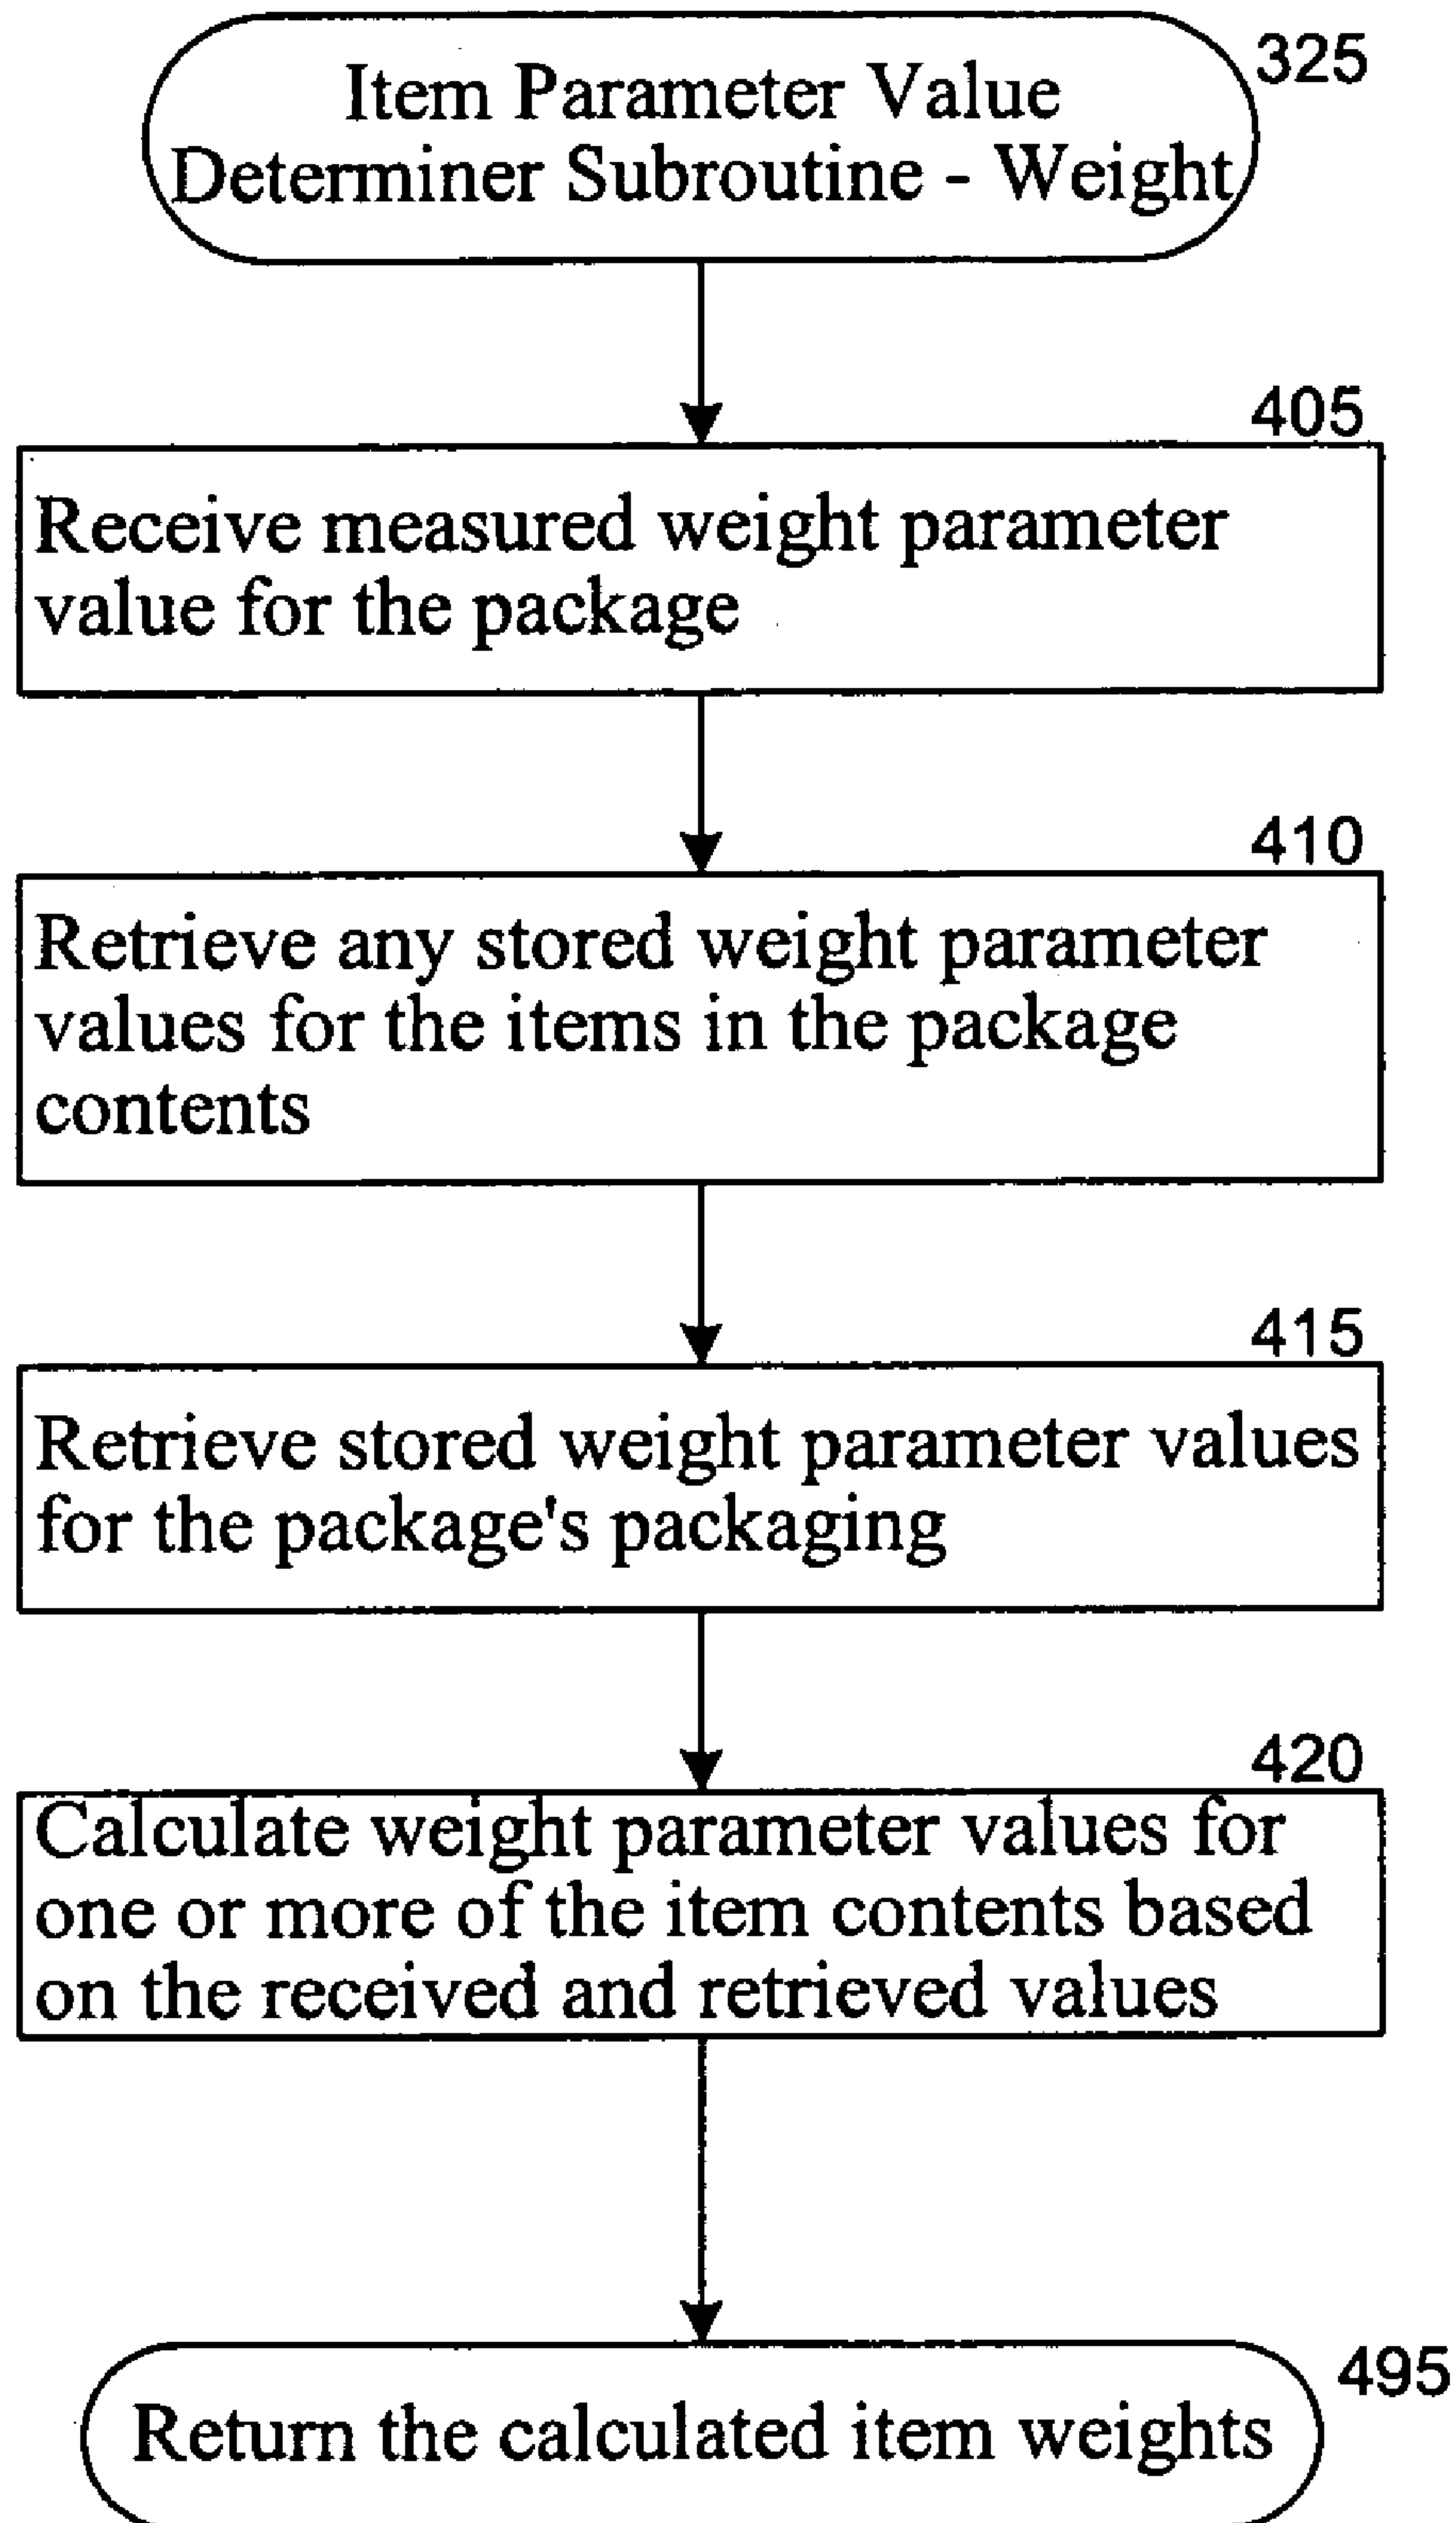 325
Item Parameter Value
Determiner Subroutine - Weight
405
Receive measured weight parameter
value for the package
410
Retrieve any stored weight parameter
values for the items in the package
contents
415
Retrieve stored weight parameter values
for the package's packaging
420
Calculate weight parameter values for
one or more of the item contents based
on the received and retrieved values
495
Return the calculated item weights